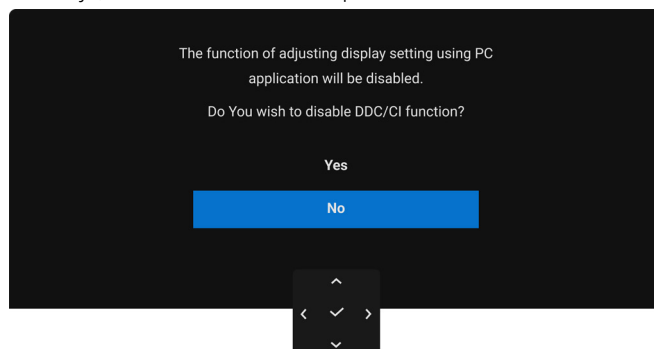 The function of adjusting display setting using PC
application will be disabled.
Do You wish to disable DDC/CI function?
Yes
No